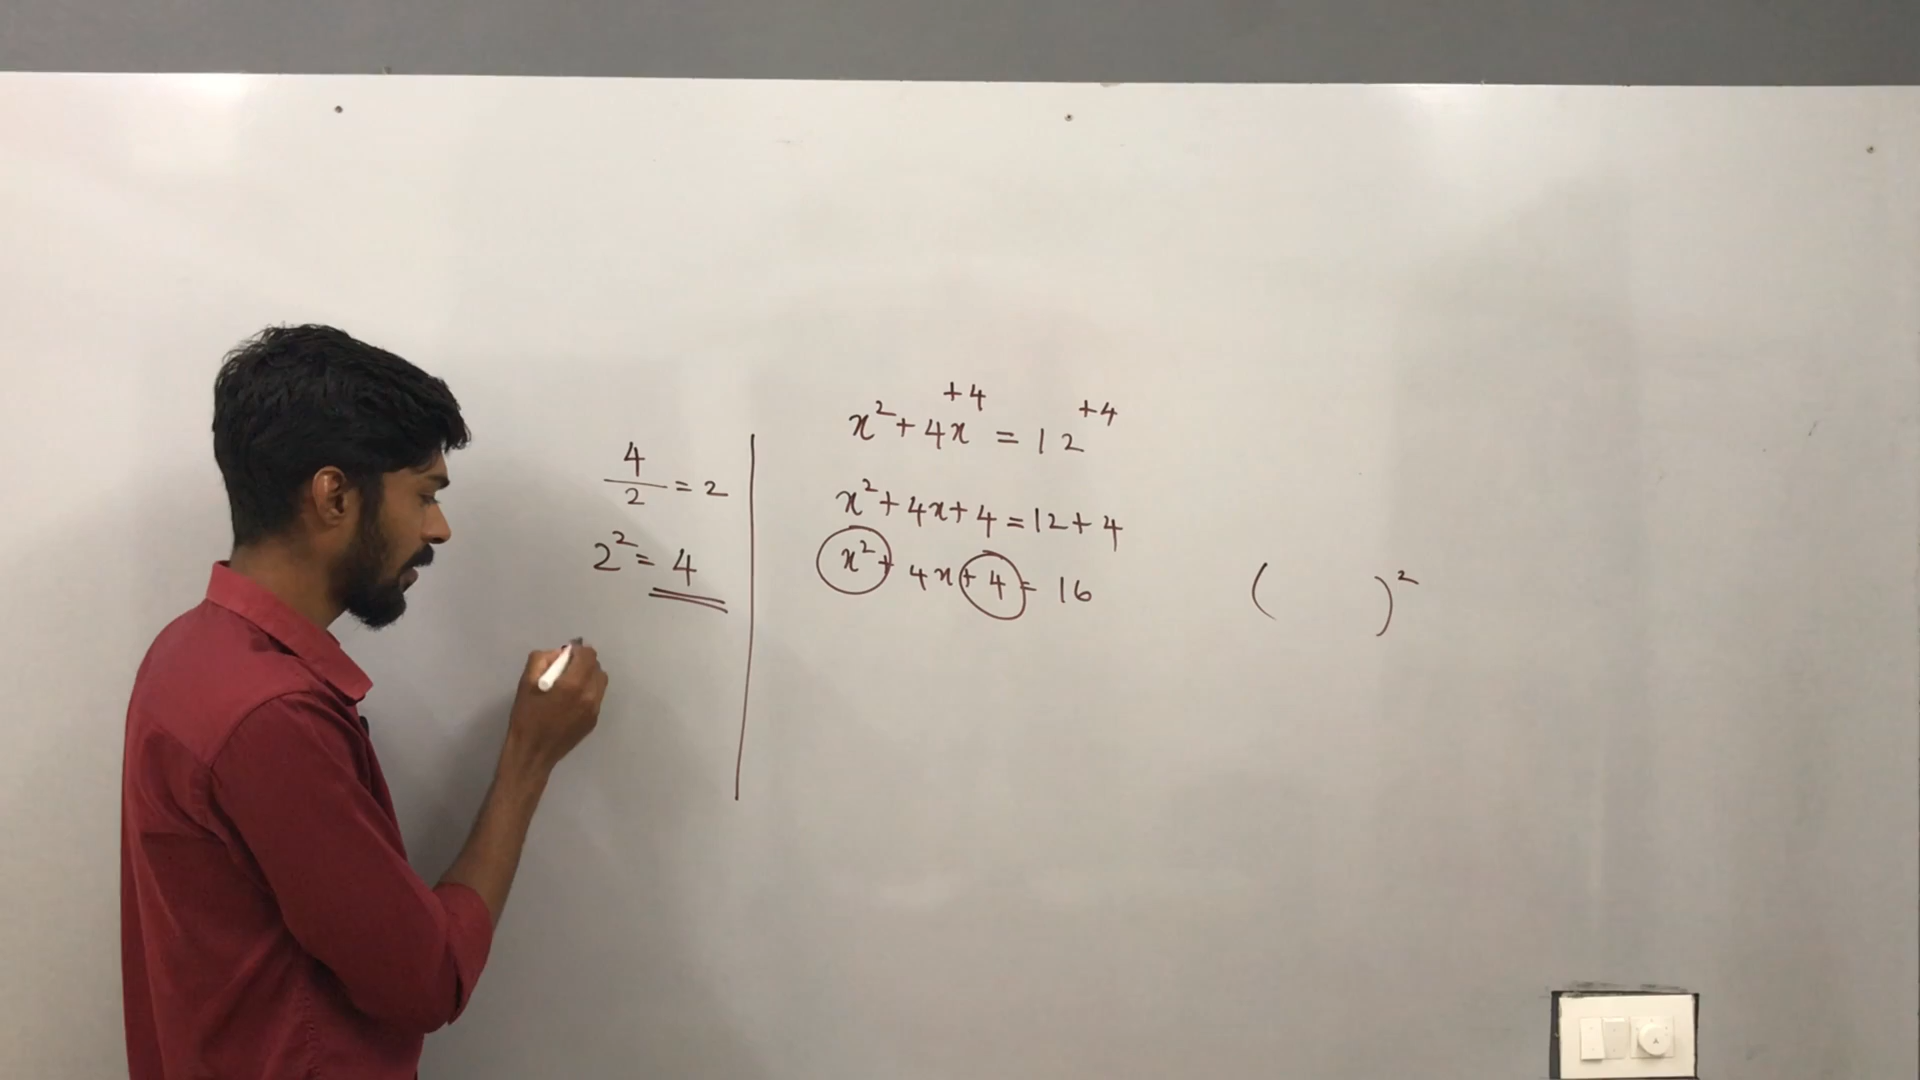 4/2 = 2
2² = 4
+4 +4
x² + 4x = 12
x² + 4x + 4 = 12 + 4
x² + 4x + 4 = 16
( )²